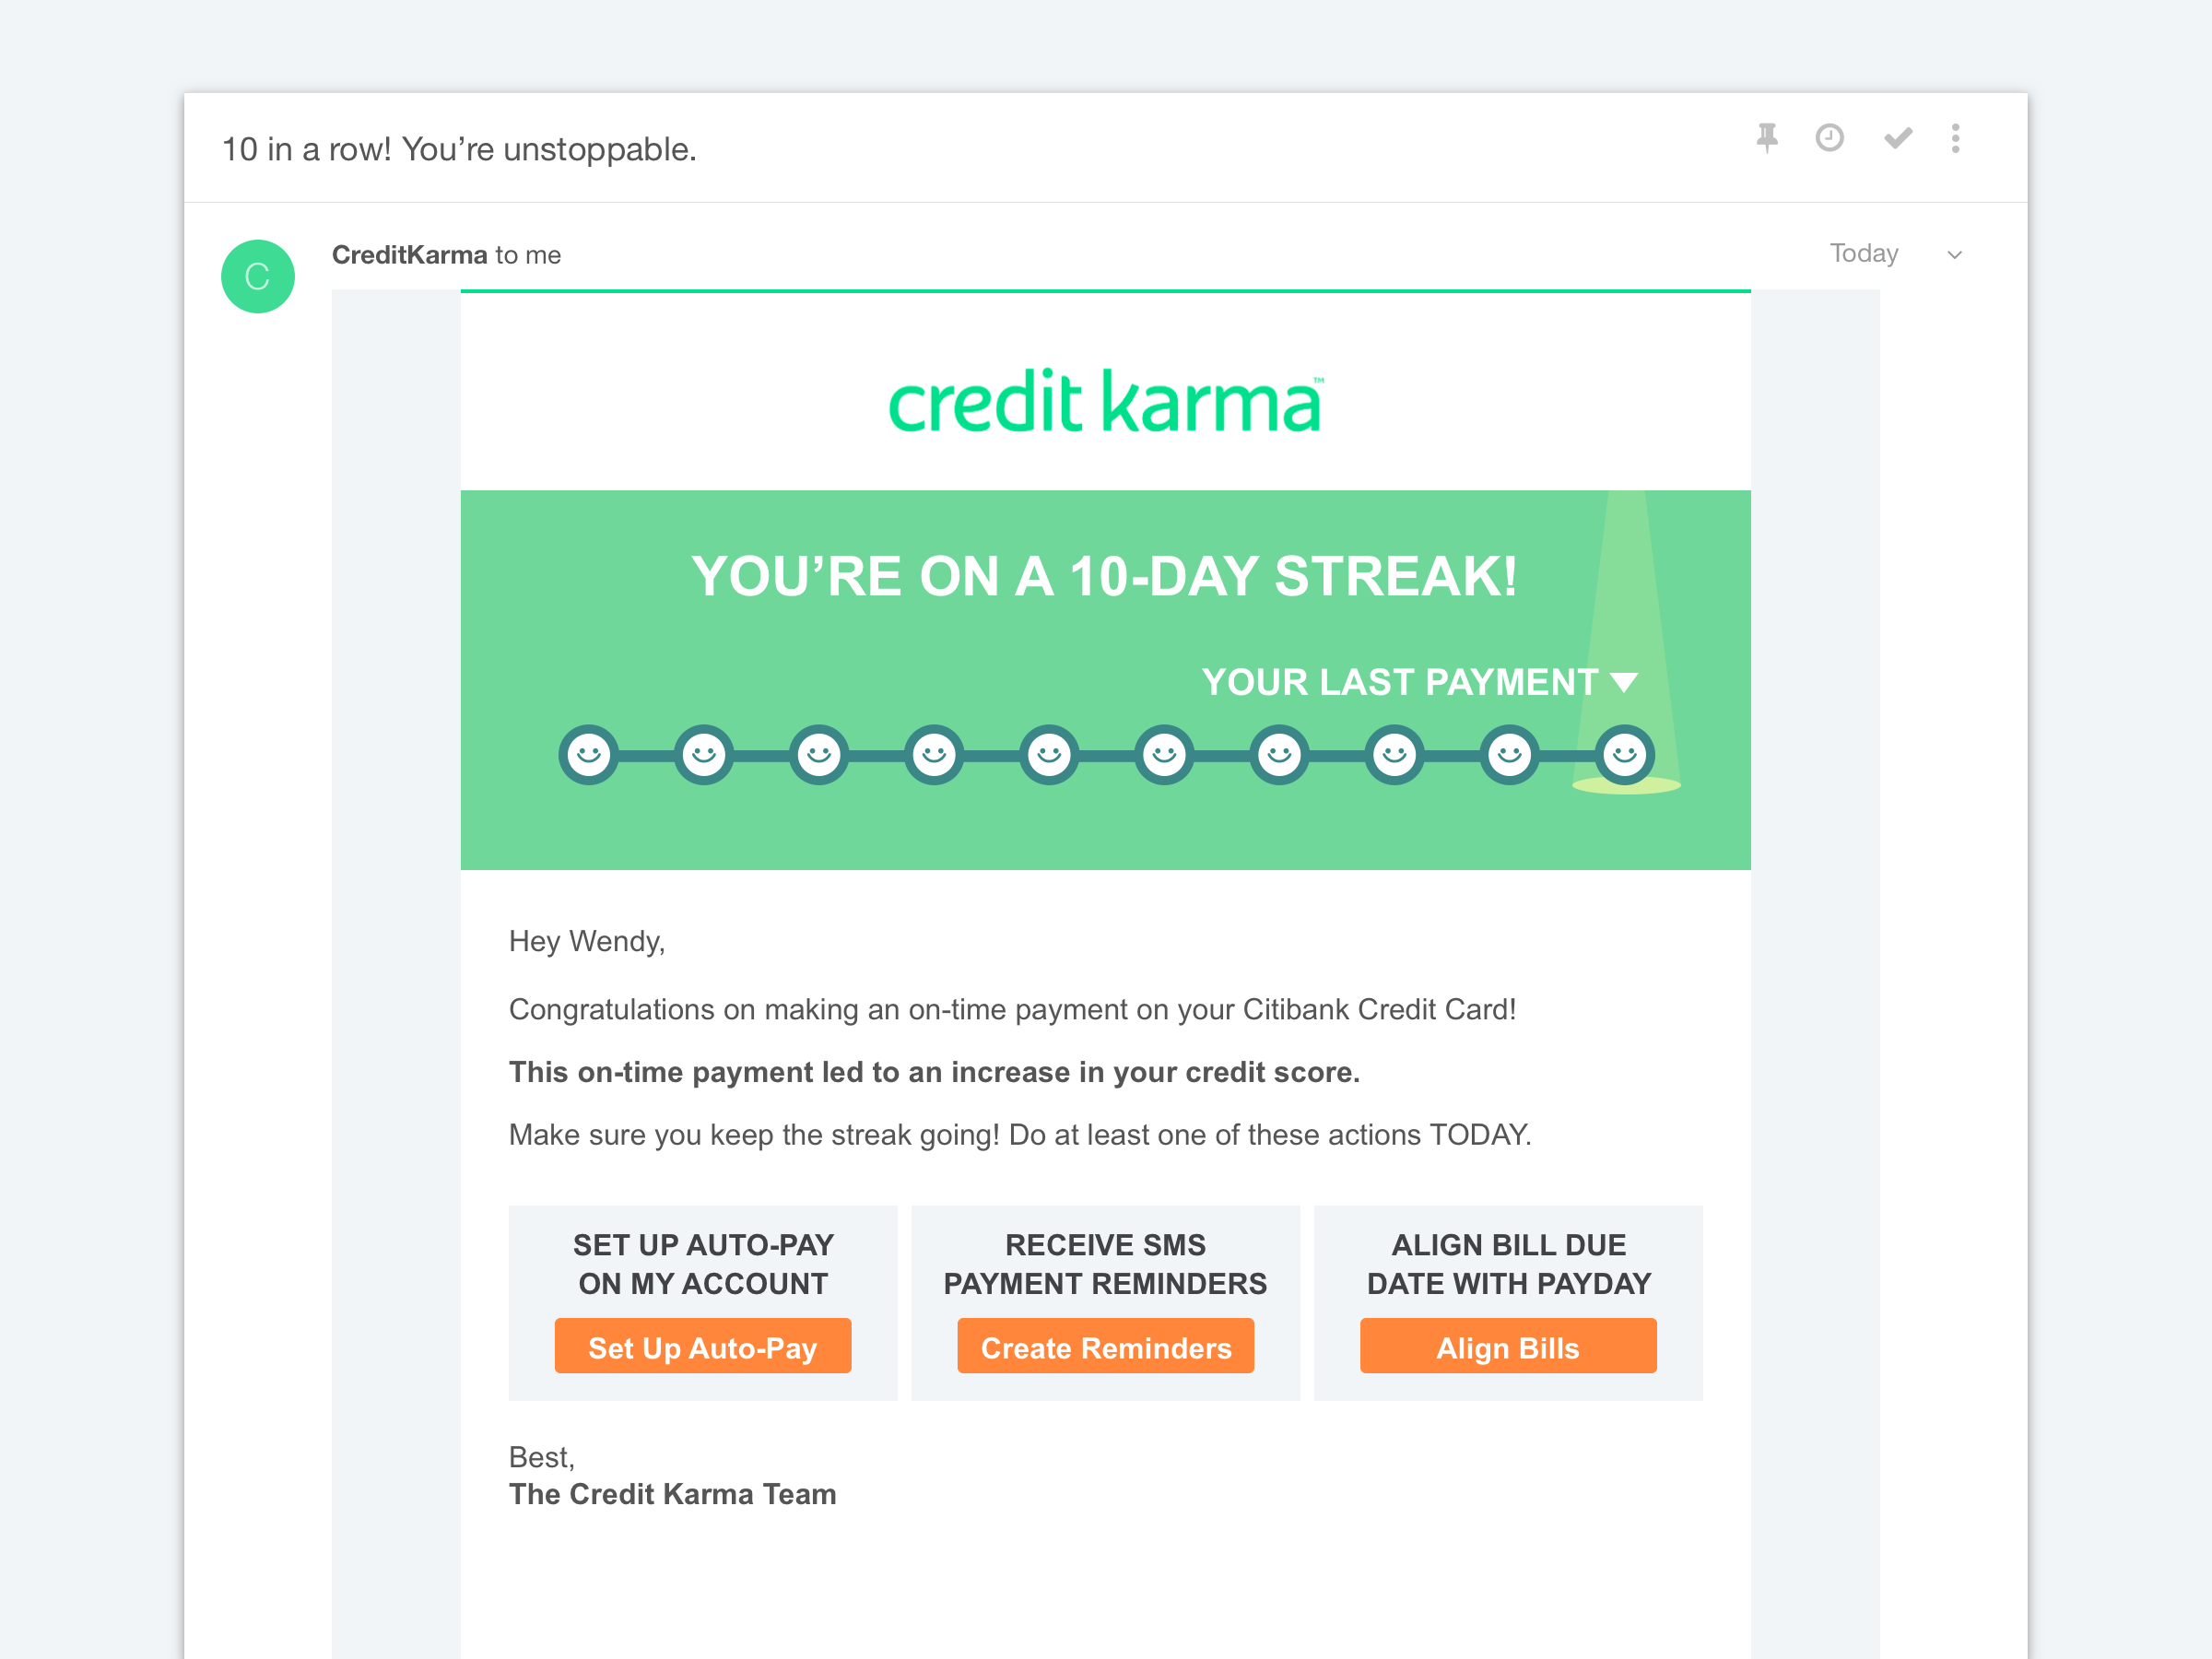 10 in a row! You’re unstoppable.
C
CreditKarma to me
Today
credit karma™
YOU’RE ON A 10-DAY STREAK!
YOUR LAST PAYMENT
Hey Wendy,
Congratulations on making an on-time payment on your Citibank Credit Card!
This on-time payment led to an increase in your credit score.
Make sure you keep the streak going! Do at least one of these actions TODAY.
SET UP AUTO-PAY
ON MY ACCOUNT
Set Up Auto-Pay
RECEIVE SMS
PAYMENT REMINDERS
Create Reminders
ALIGN BILL DUE
DATE WITH PAYDAY
Align Bills
Best,
The Credit Karma Team